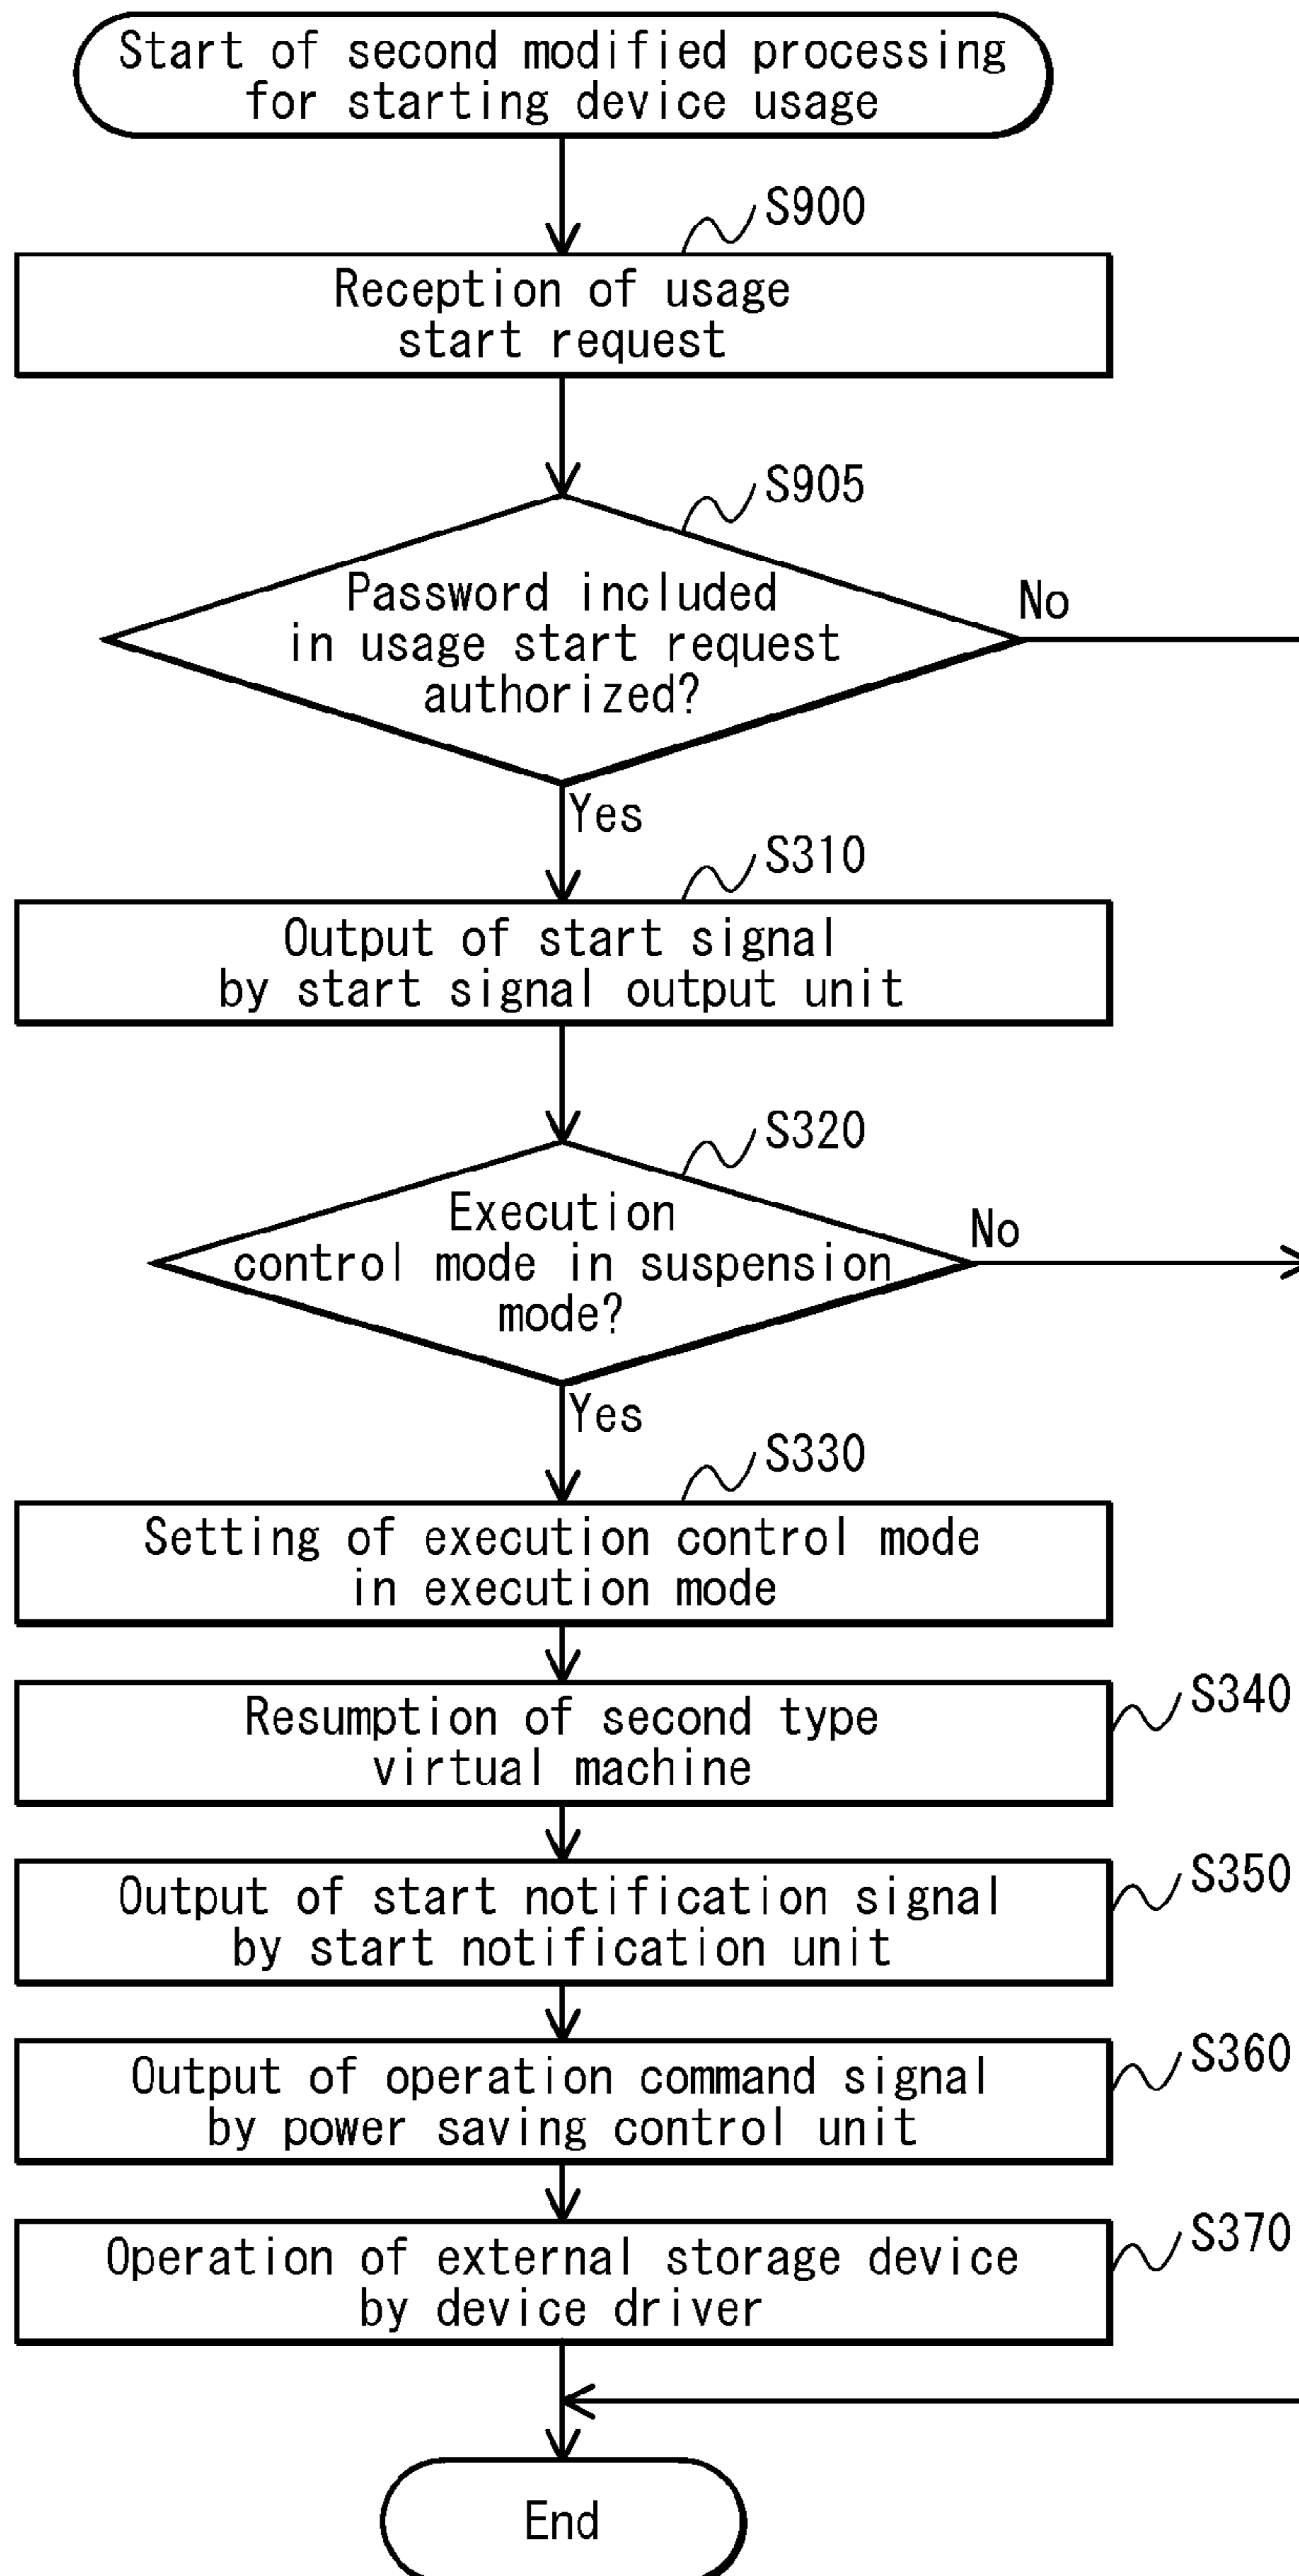 Start of second modified processing
for starting device usage
S900
Reception of usage
start request
S905
Password included
in usage start request
authorized?
No
Yes
S310
Output of start signal
by start signal output unit
S320
Execution
control mode in suspension
mode?
No
Yes
S330
Setting of execution control mode
in execution mode
S340
Resumption of second type
virtual machine
S350
Output of start notification signal
by start notification unit
S360
Output of operation command signal
by power saving control unit
S370
Operation of external storage device
by device driver
End